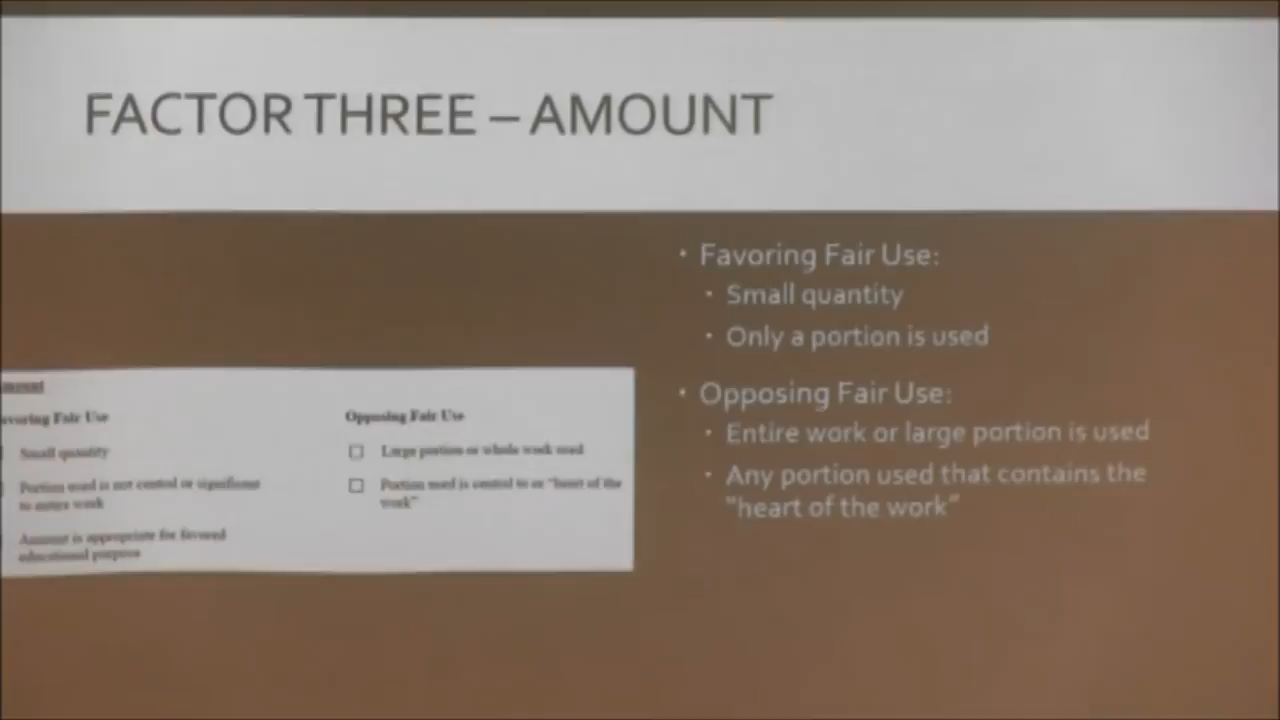 FACTOR THREE – AMOUNT
mount
avoring Fair Use
Small quantity
Portion used is not central or significant
to entire work
Amount is appropriate for favored
educational purpose
Opposing Fair Use
Large portion or whole work used
Portion used is central to or "heart of the
work"
• Favoring Fair Use:
• Small quantity
• Only a portion is used
• Opposing Fair Use:
• Entire work or large portion is used
• Any portion used that contains the
"heart of the work"